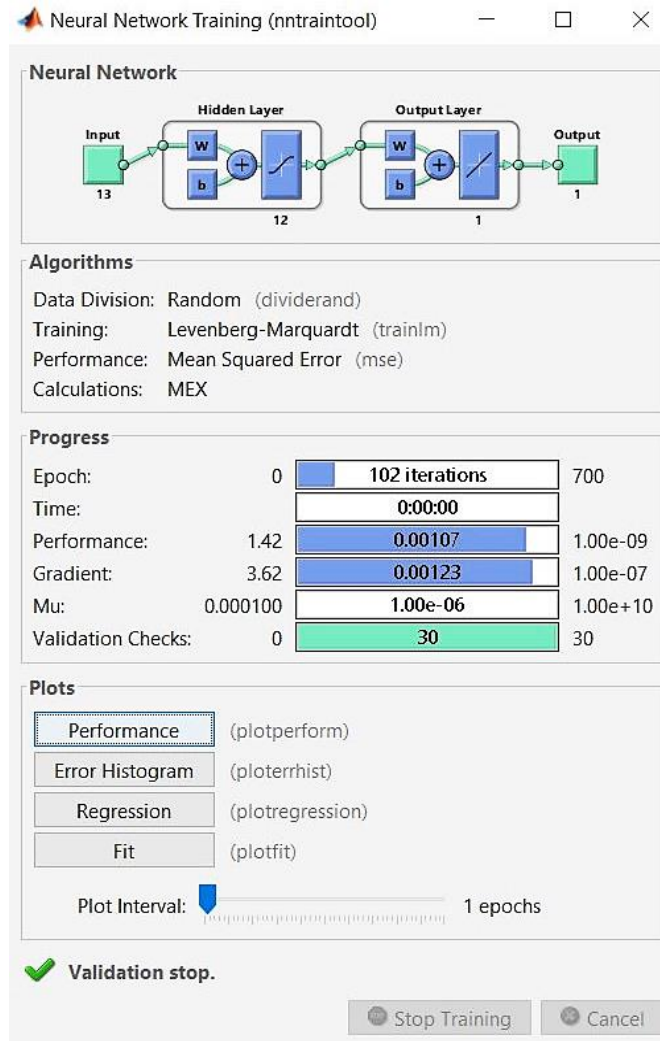 Neural Network Training (nntraintool)
Neural Network
Hidden Layer Output Layer
Input Output
W W
b b
+ +
13 12 1 1
Algorithms
Data Division: Random (dividerand)
Training: Levenberg-Marquardt (trainlm)
Performance: Mean Squared Error (mse)
Calculations: MEX
Progress
Epoch: 0 102 iterations 700
Time: 0:00:00
Performance: 1.42 0.00107 1.00e-09
Gradient: 3.62 0.00123 1.00e-07
Mu: 0.000100 1.00e-06 1.00e+10
Validation Checks: 0 30 30
Plots
Performance (plotperform)
Error Histogram (ploterrhist)
Regression (plotregression)
Fit (plotfit)
Plot Interval: 1 epochs
Validation stop.
Stop Training Cancel